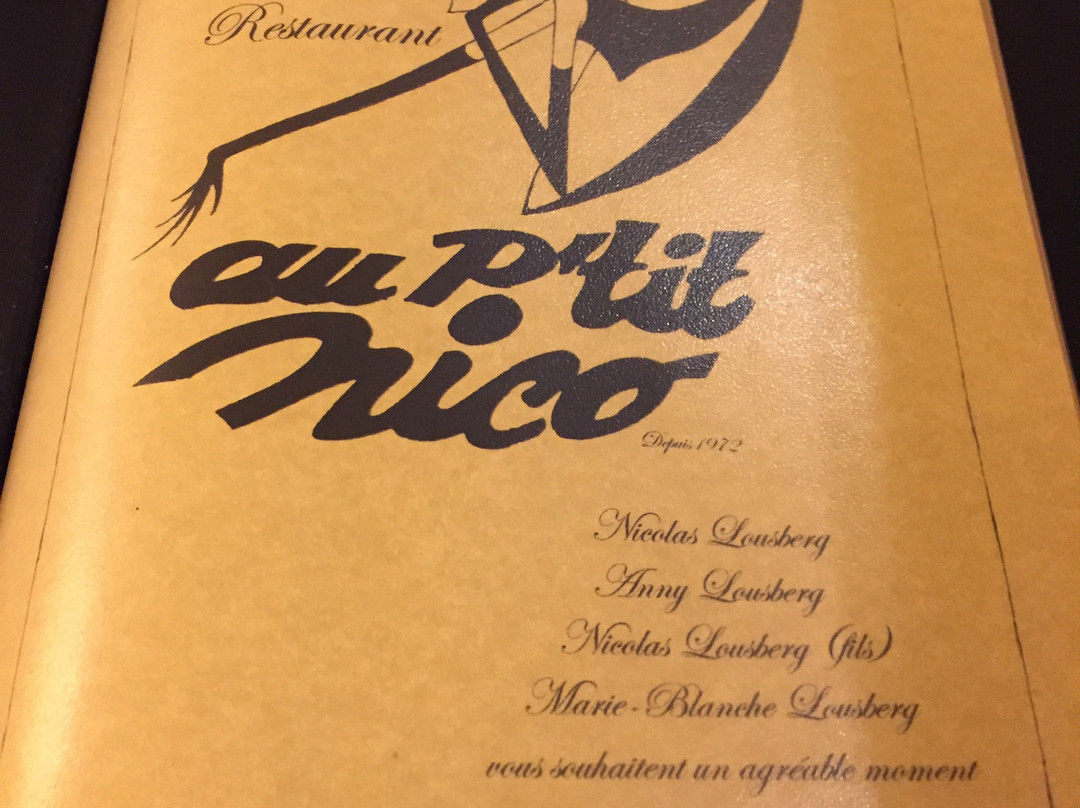 Restaurant
au P'tit
nico
Depuis 1972
Nicolas Lousberg
Anny Lousberg
Nicolas Lousberg (fils)
Marie-Blanche Lousberg
vous souhaitent un agréable moment